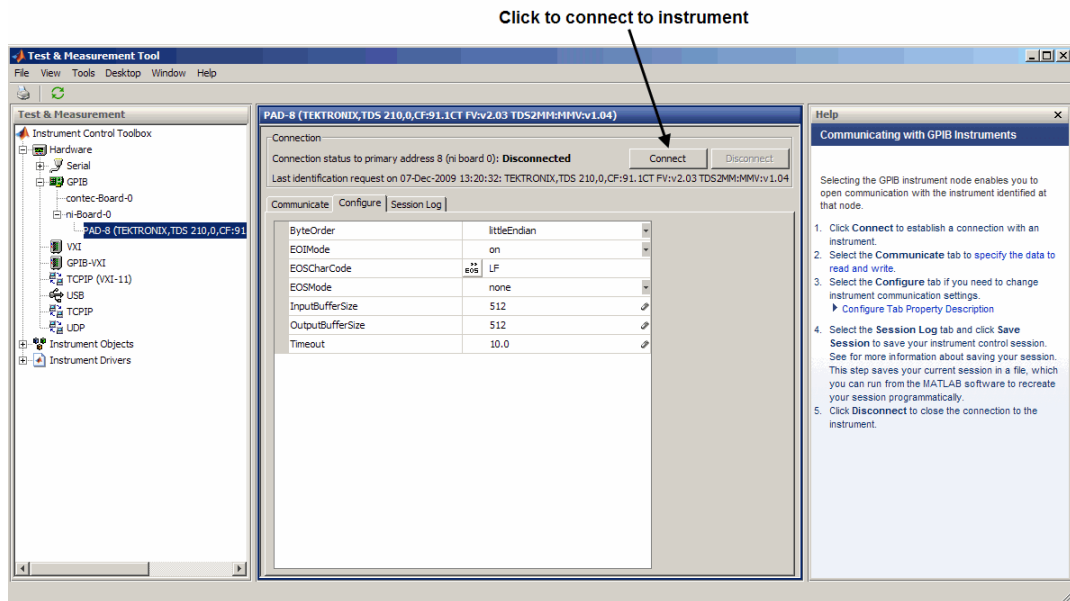 Click to connect to instrument
Test & Measurement Tool
File View Tools Desktop Window Help
Test & Measurement
Instrument Control Toolbox
Hardware
Serial
GPIB
contec-Board-0
ni-Board-0
PAD-8 (TEKTRONIX,TDS 210,0,CF:91
VXI
GPIB-VXI
TCPIP (VXI-11)
USB
TCPIP
UDP
Instrument Objects
Instrument Drivers
PAD-8 (TEKTRONIX,TDS 210,0,CF:91.1CT FV:v2.03 TDS2MM:MMV:v1.04)
Connection
Connection status to primary address 8 (ni board 0): Disconnected Connect Disconnect
Last identification request on 07-Dec-2009 13:20:32: TEKTRONIX,TDS 210,0,CF:91.1CT FV:v2.03 TDS2MM:MMV:v1.04
Communicate Configure Session Log
ByteOrder littleEndian
EOIMode on
EOSCharCode EOS LF
EOSMode none
InputBufferSize 512
OutputBufferSize 512
Timeout 10.0
Help
Communicating with GPIB Instruments
Selecting the GPIB instrument node enables you to
open communication with the instrument identified at
that node.
1. Click Connect to establish a connection with an
instrument.
2. Select the Communicate tab to specify the data to
read and write.
3. Select the Configure tab if you need to change
instrument communication settings.
Configure Tab Property Description
4. Select the Session Log tab and click Save
Session to save your instrument control session.
See for more information about saving your session.
This step saves your current session in a file, which
you can run from the MATLAB software to recreate
your session programmatically.
5. Click Disconnect to close the connection to the
instrument.